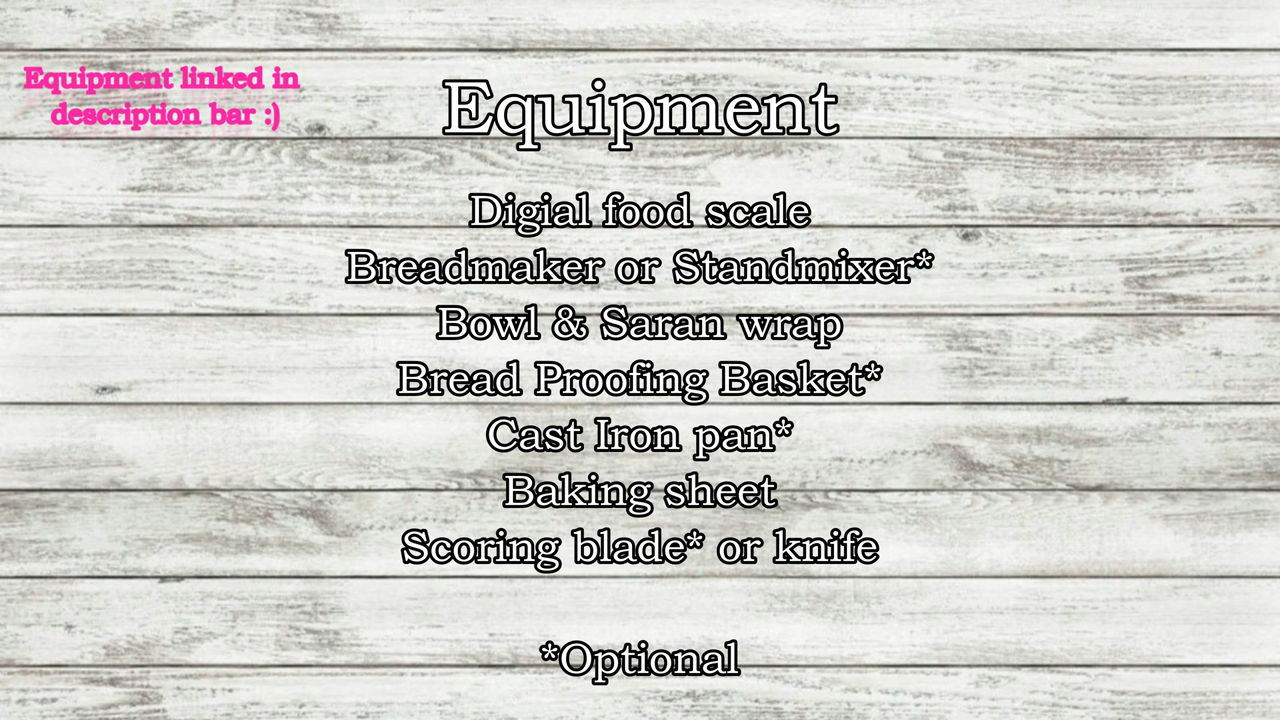 Equipment linked in
description bar :)
Equipment
Digial food scale
Breadmaker or Standmixer*
Bowl & Saran wrap
Bread Proofing Basket*
Cast Iron pan*
Baking sheet
Scoring blade* or knife
*Optional